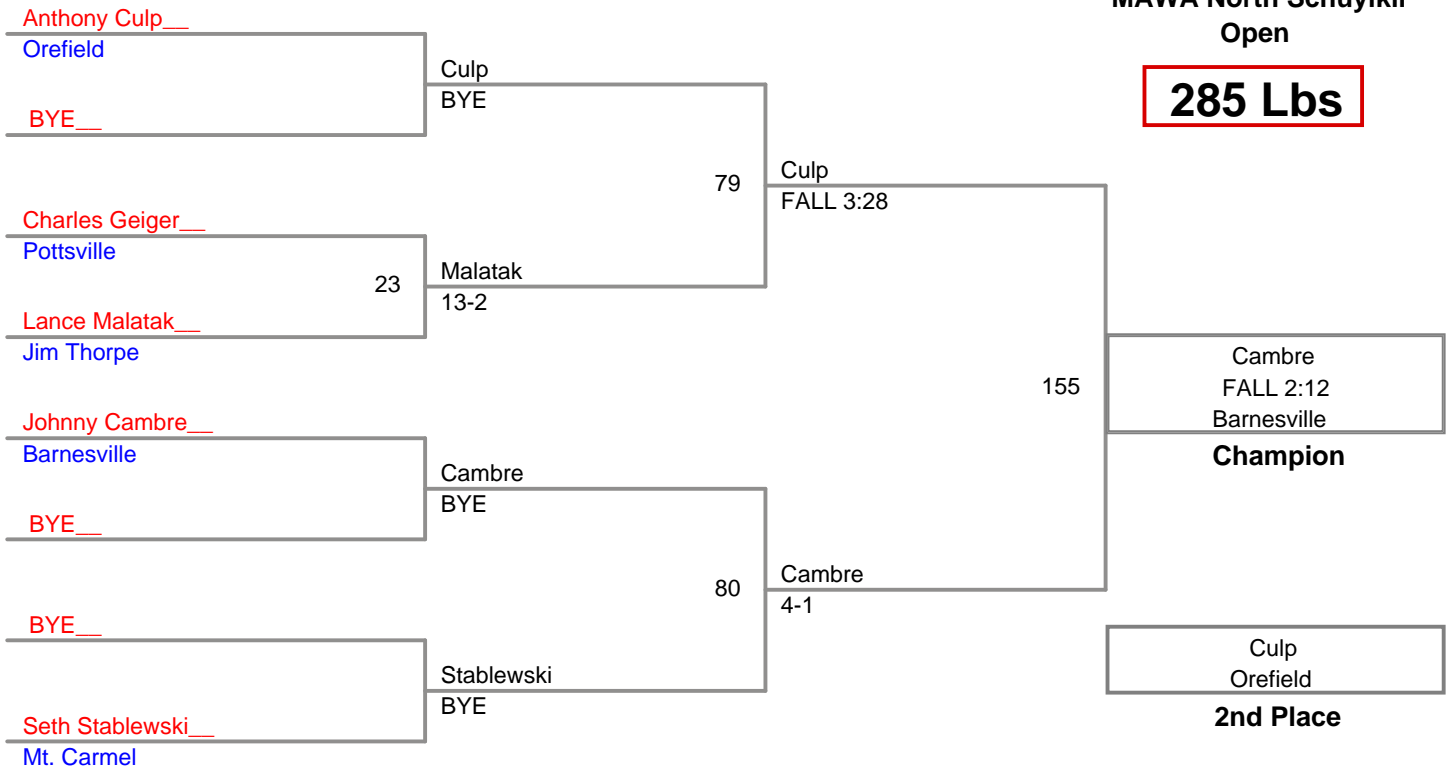 MAWA North Schuylkil
Open
285 Lbs
Anthony Culp__
Orefield
BYE__
Charles Geiger__
Pottsville
Lance Malatak__
Jim Thorpe
Johnny Cambre__
Barnesville
BYE__
BYE__
Seth Stablewski__
Mt. Carmel
Culp
BYE
23
Malatak
13-2
Cambre
BYE
Stablewski
BYE
79
Culp
FALL 3:28
80
Cambre
4-1
155
Cambre
FALL 2:12
Barnesville
Champion
Culp
Orefield
2nd Place